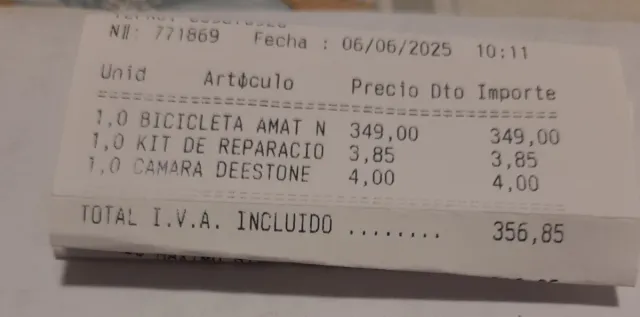 N#: 771869 Fecha : 06/06/2025 10:11
Unid Artículo Precio Dto Importe
1,0 BICICLETA AMAT N 349,00 349,00
1,0 KIT DE REPARACIO 3,85 3,85
1,0 CAMARA DEESTONE 4,00 4,00
TOTAL I.V.A. INCLUIDO ........ 356,85